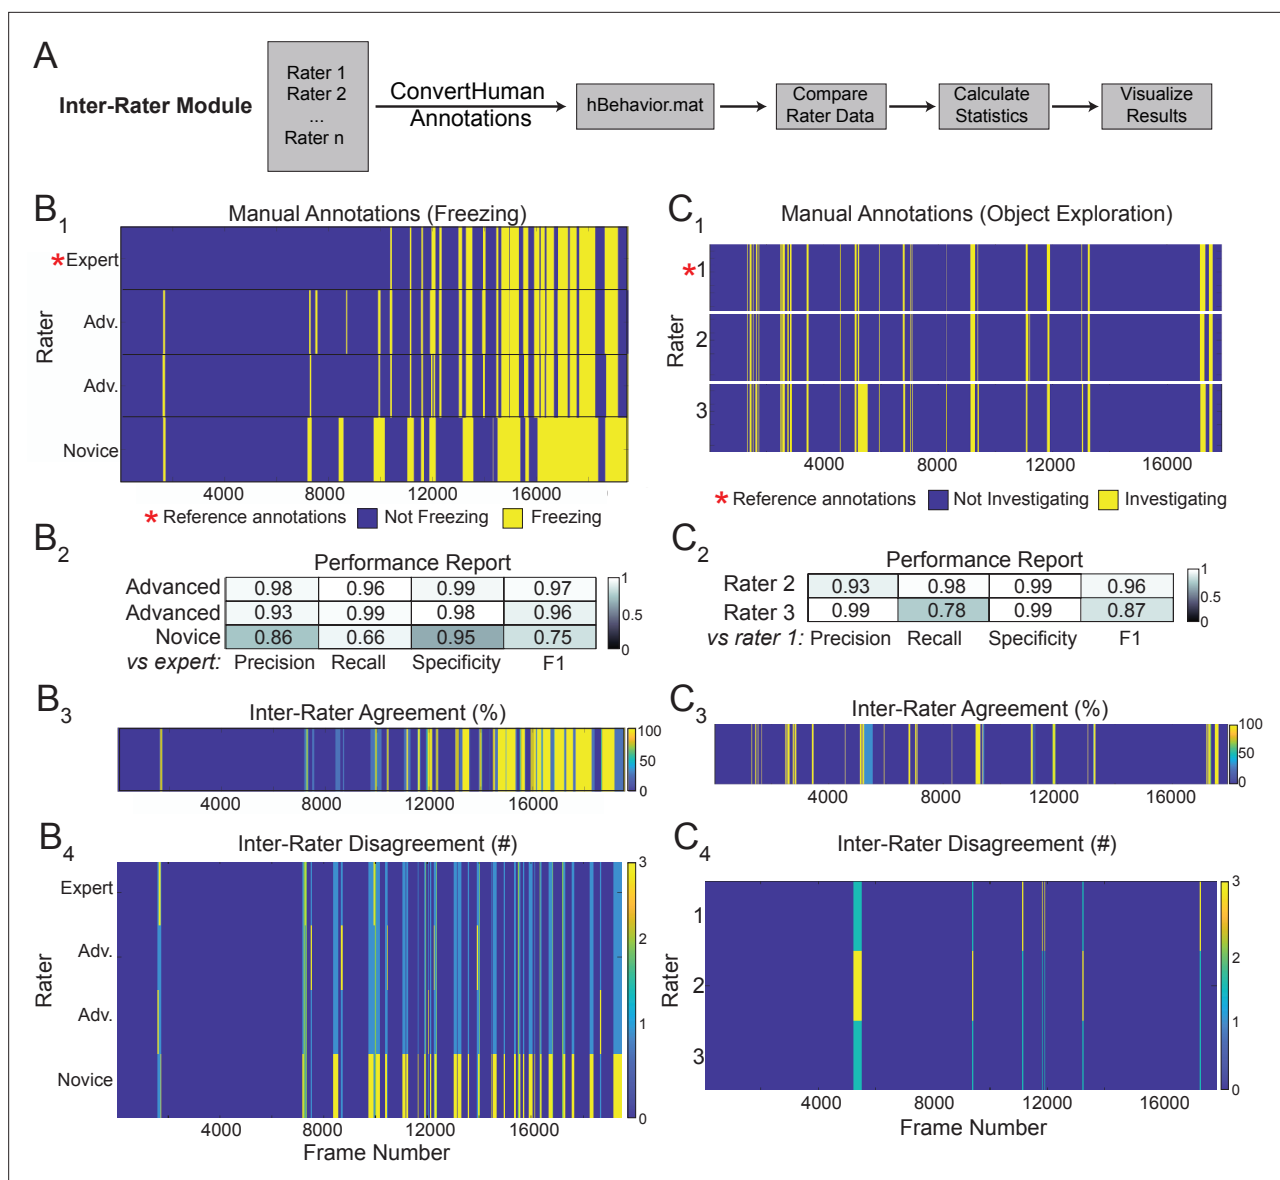 A
Inter-Rater Module
Rater 1
Rater 2
...
Rater n
ConvertHuman
Annotations
hBehavior.mat
Compare
Rater Data
Calculate
Statistics
Visualize
Results
B1
Manual Annotations (Freezing)
Rater
*Expert
Adv.
Adv.
Novice
4000 8000 12000 16000
* Reference annotations Not Freezing Freezing
C1
Manual Annotations (Object Exploration)
Rater
*1
2
3
4000 8000 12000 16000
* Reference annotations Not Investigating Investigating
B2
Performance Report
Advanced 0.98 0.96 0.99 0.97
Advanced 0.93 0.99 0.98 0.96
Novice 0.86 0.66 0.95 0.75
vs expert: Precision Recall Specificity F1
1
0.5
0
C2
Performance Report
Rater 2 0.93 0.98 0.99 0.96
Rater 3 0.99 0.78 0.99 0.87
vs rater 1: Precision Recall Specificity F1
1
0.5
0
B3
Inter-Rater Agreement (%)
100
50
0
4000 8000 12000 16000
C3
Inter-Rater Agreement (%)
100
50
0
4000 8000 12000 16000
B4
Inter-Rater Disagreement (#)
Rater
Expert
Adv.
Adv.
Novice
3
2
1
0
4000 8000 12000 16000
Frame Number
C4
Inter-Rater Disagreement (#)
Rater
1
2
3
3
2
1
0
4000 8000 12000 16000
Frame Number